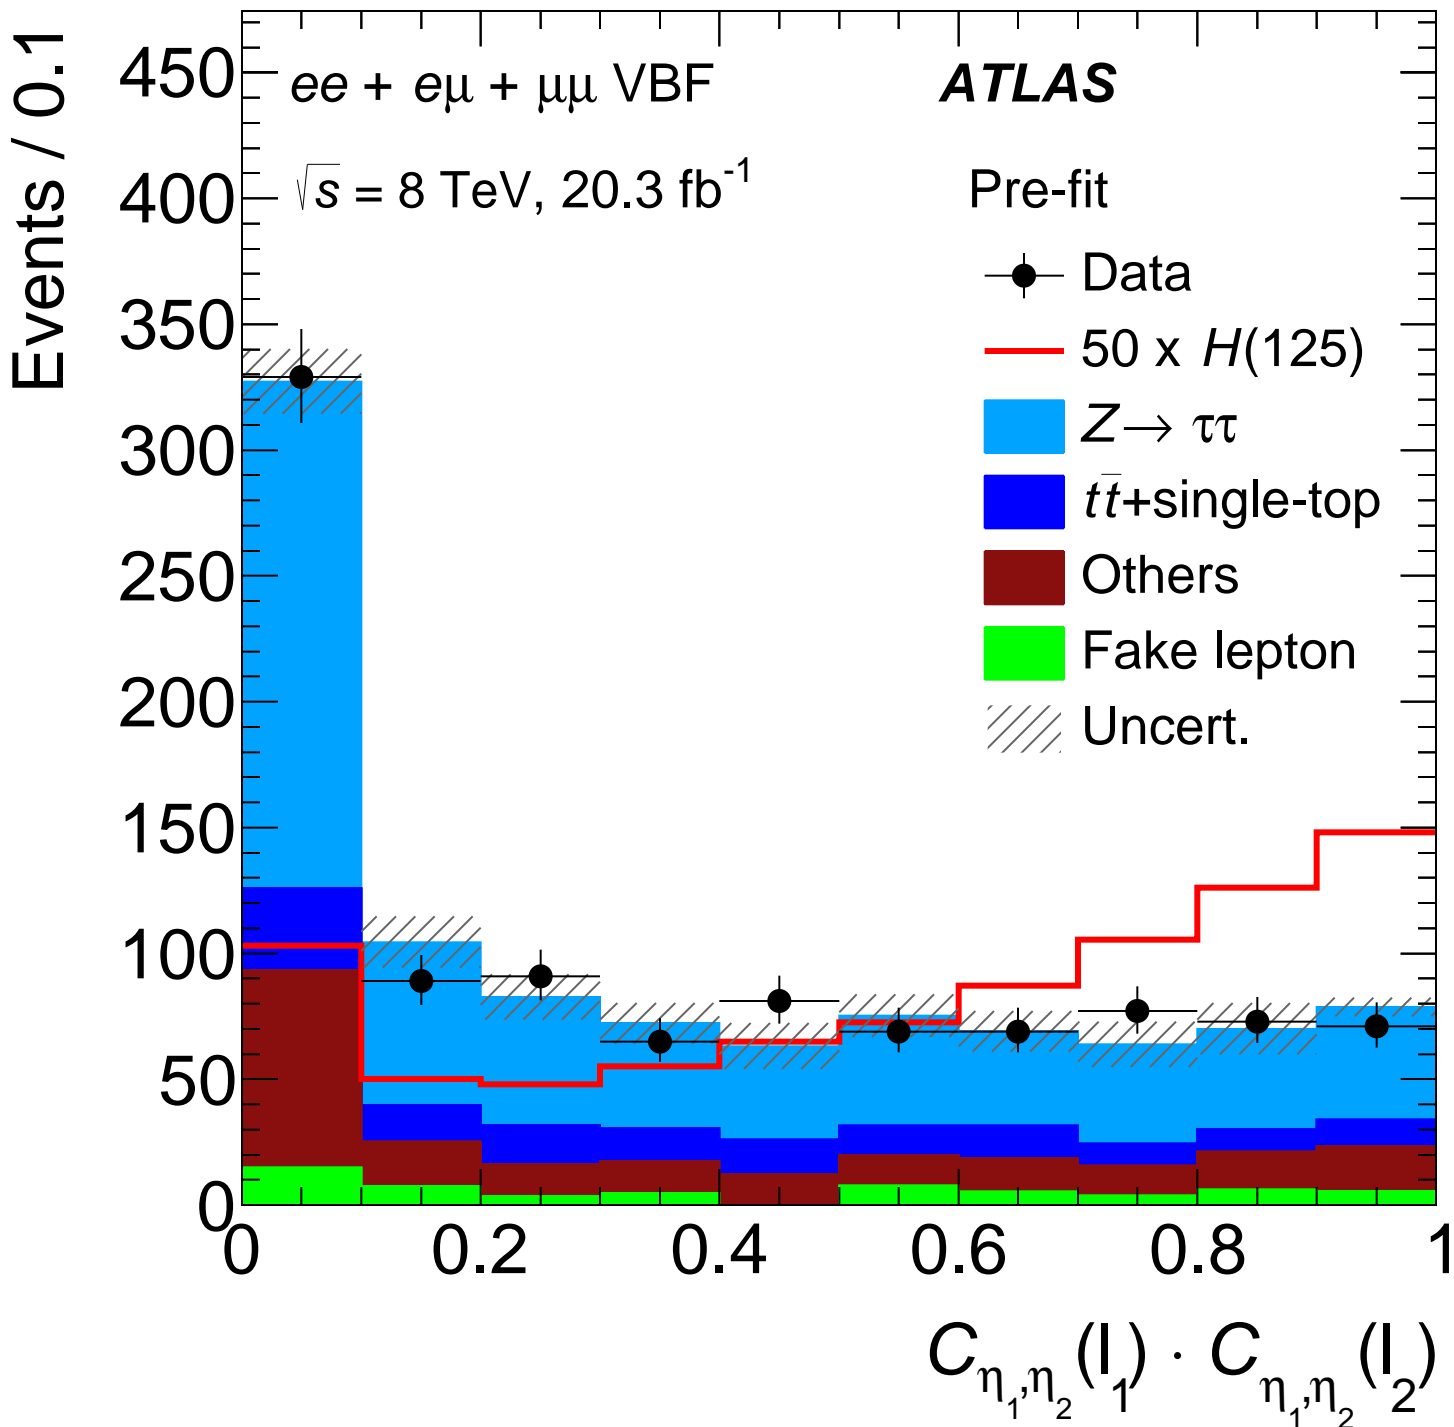 Events / 0.1
450
400
350
300
250
200
150
100
50
0
ee + eμ + μμ VBF
ATLAS
√s = 8 TeV, 20.3 fb⁻¹
Pre-fit
Data
50 x H(125)
Z → ττ
tt̄+single-top
Others
Fake lepton
Uncert.
0 0.2 0.4 0.6 0.8 1
C_η₁,η₂(l₁) · C_η₁,η₂(l₂)